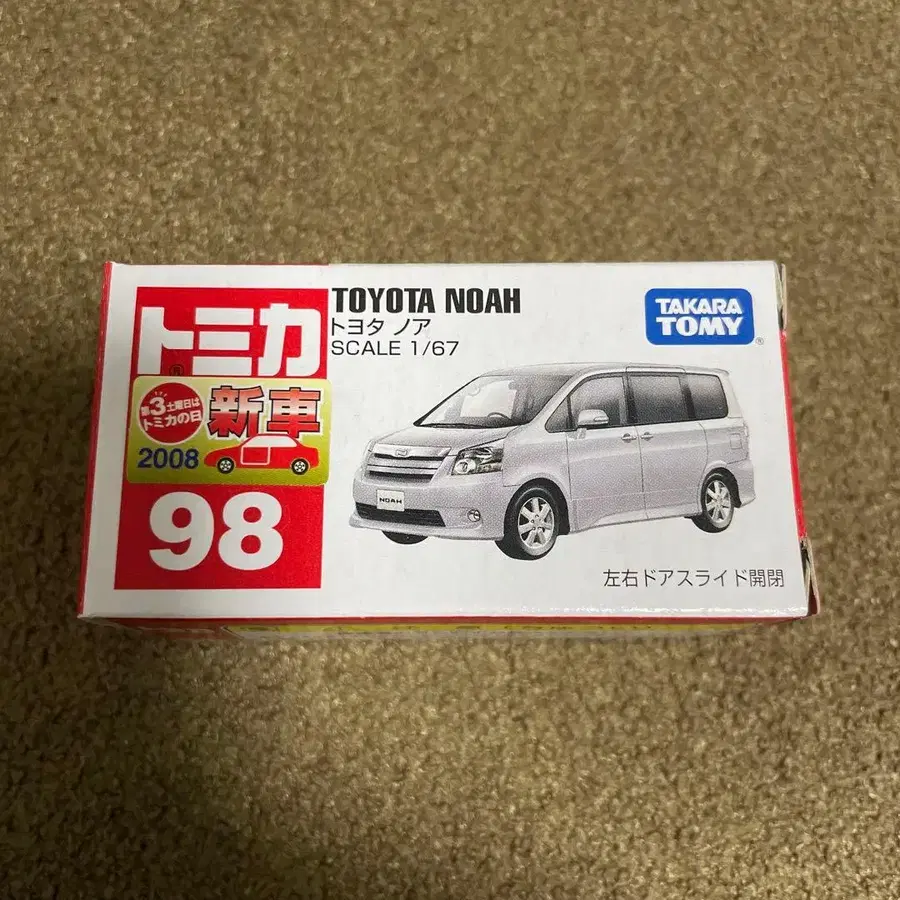 トミカ
®
第3土曜日は
トミカの日
新車
2008
98
TOYOTA NOAH
トヨタ ノア
SCALE 1/67
TAKARA
TOMY
®
NOAH
左右ドアスライド開閉